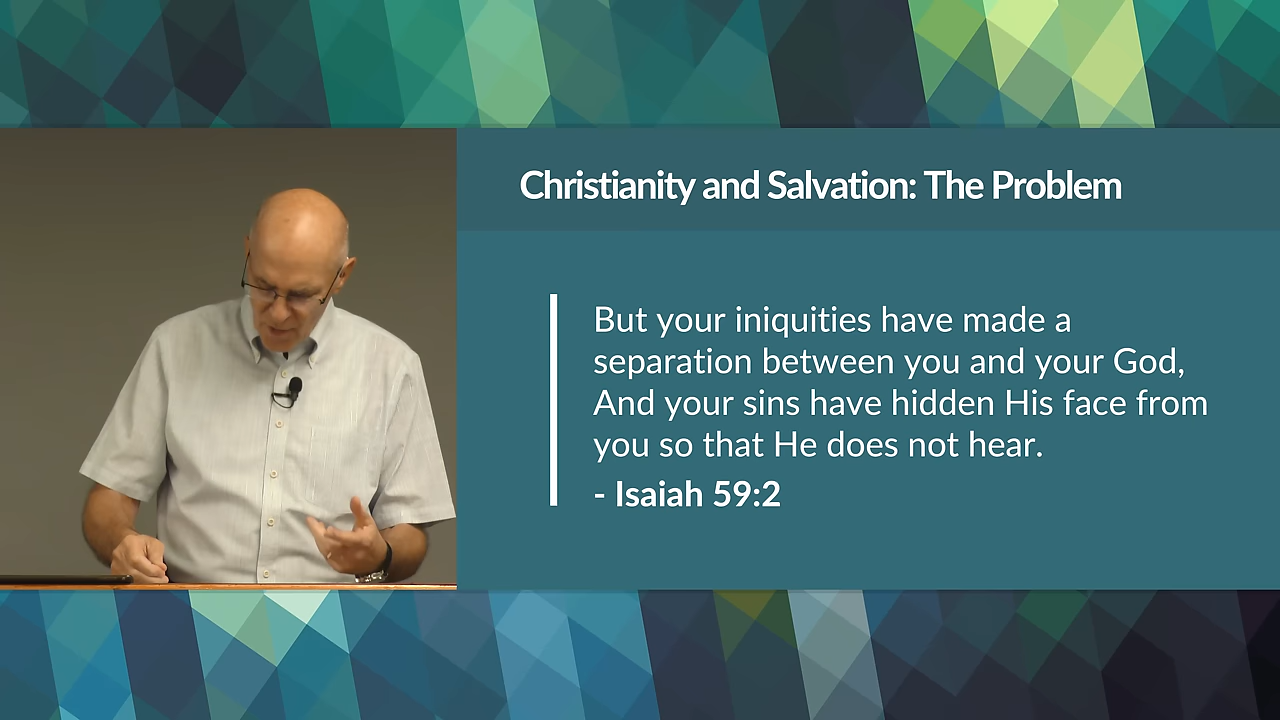 Christianity and Salvation: The Problem
But your iniquities have made a
separation between you and your God,
And your sins have hidden His face from
you so that He does not hear.
- Isaiah 59:2